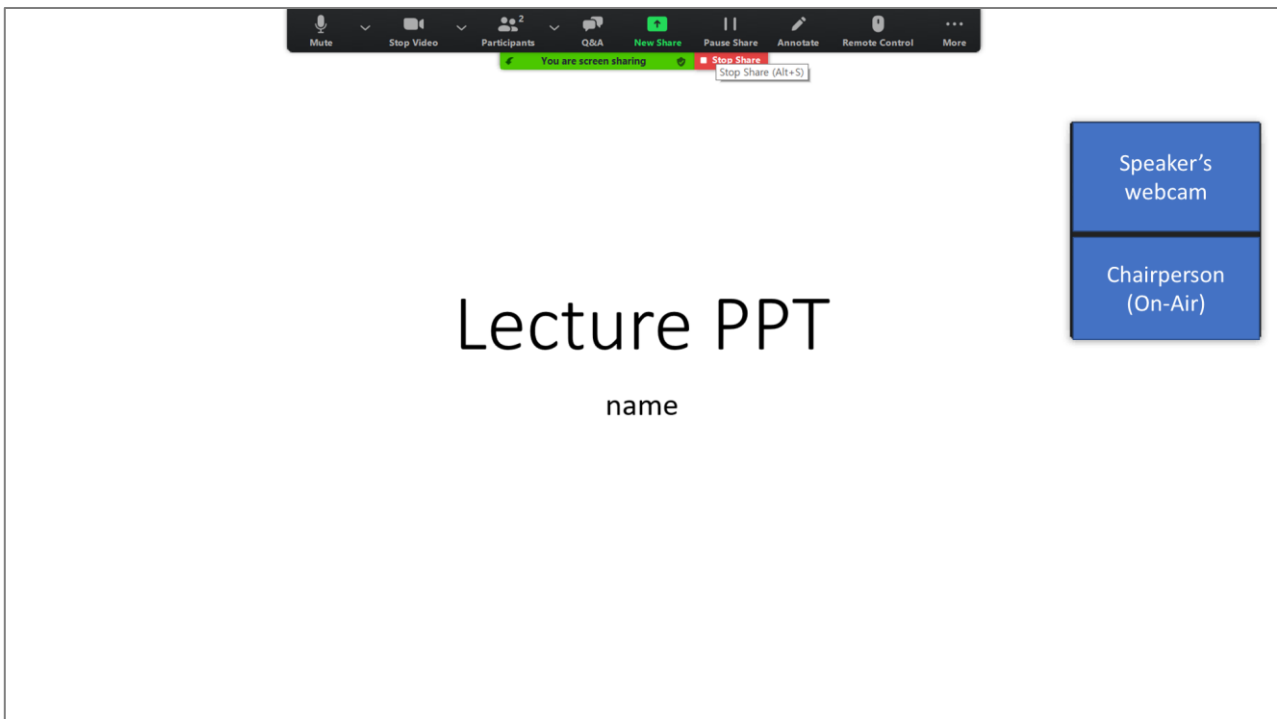 2
Mute Stop Video Participants Q&A New Share Pause Share Annotate Remote Control More
You are screen sharing Stop Share
Stop Share (Alt+S)
Speaker's
webcam
Chairperson
(On-Air)
Lecture PPT
name